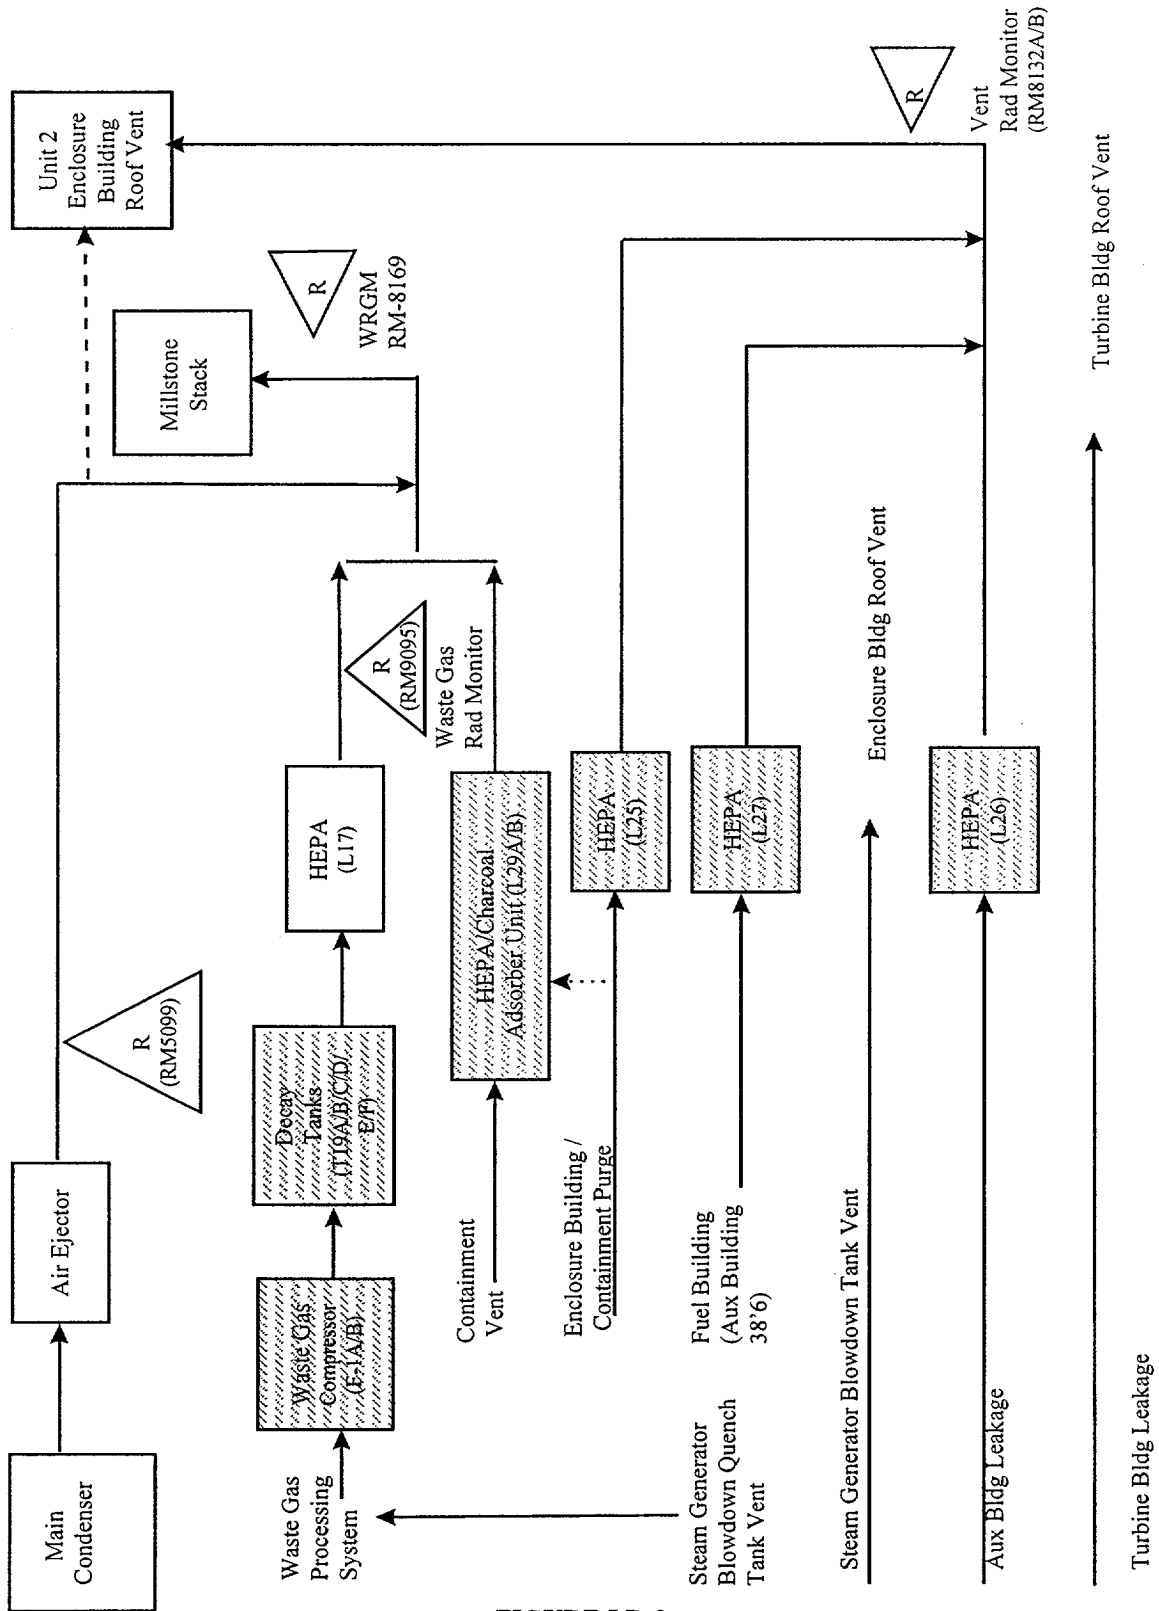 Main
Condenser
Air Ejector
R
(RM5099)
Unit 2
Enclosure
Building
Roof Vent
Millstone
Stack
R
WRGM
RM-8169
Waste Gas
Processing
System
Waste Gas
Compressor
Decay
Tanks
E/F)
HEPA
(L17)
R
(RM9095)
Waste Gas
Rad Monitor
Containment
Vent
HEPA/Charcoal
Adsorber Unit (L29A/B)
Enclosure Building /
Containment Purge
HEPA
(L25)
Fuel Building
(Aux Building
38'6)
HEPA
(L27)
Steam Generator
Blowdown Quench
Tank Vent
Steam Generator Blowdown Tank Vent
Enclosure Bldg Roof Vent
Aux Bldg Leakage
HEPA
(L26)
R
Vent
Rad Monitor
(RM8132A/B)
Turbine Bldg Leakage
Turbine Bldg Roof Vent